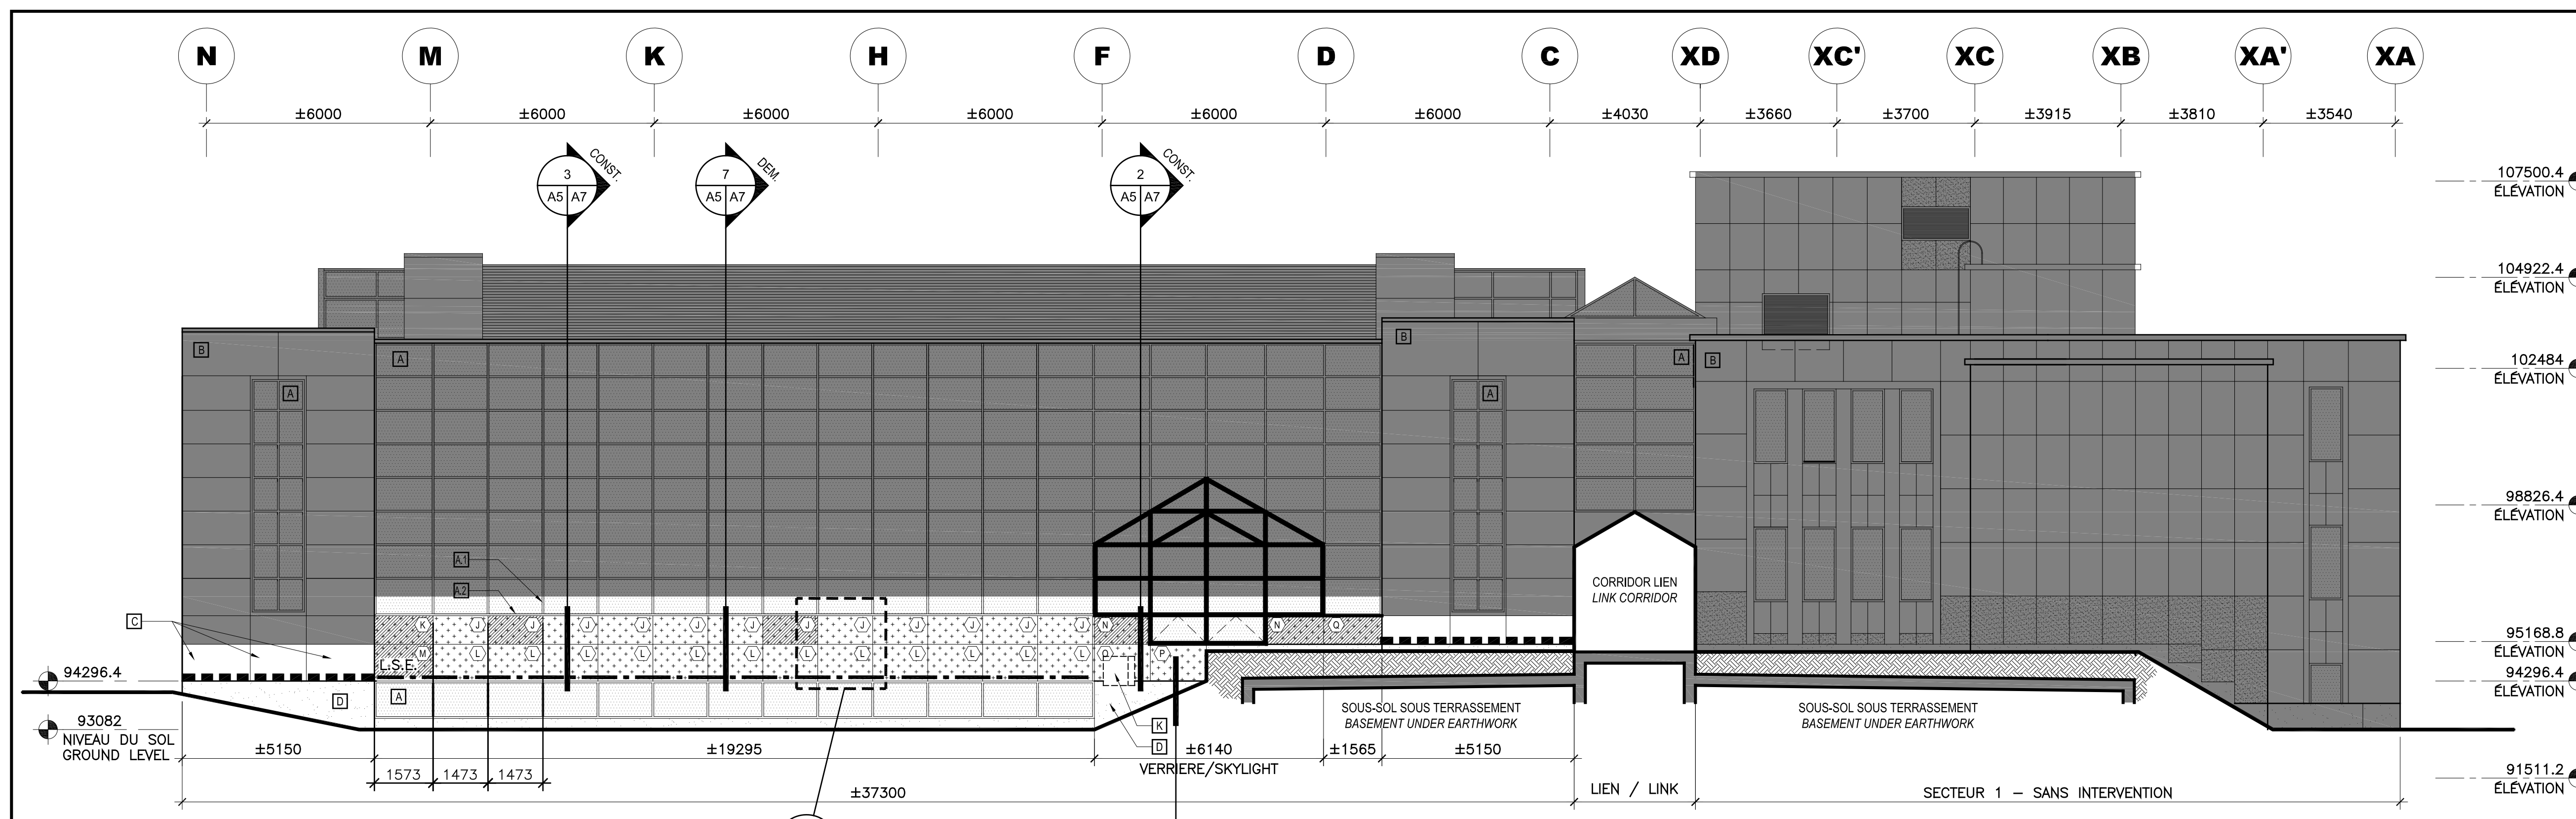 N M K H F D C XD XC' XC XB XA' XA
±6000 ±6000 ±6000 ±6000 ±6000 ±6000 ±4030 ±3660 ±3700 ±3915 ±3810 ±3540
3
A5 A7
CONST.
7
A5 A7
DEM.
2
A5 A7
CONST.
107500.4
ÉLÉVATION
104922.4
ÉLÉVATION
B A B A B
A A
102484
ÉLÉVATION
98826.4
ÉLÉVATION
A.1
A.2
CORRIDOR LIEN
LINK CORRIDOR
C
K J J J J J J J J J J J J N N Q
M L L L L L L L L L L L L Q P
L.S.E.
95168.8
ÉLÉVATION
94296.4
94296.4
ÉLÉVATION
D A
K
D
93082
NIVEAU DU SOL
GROUND LEVEL
SOUS-SOL SOUS TERRASSEMENT
BASEMENT UNDER EARTHWORK
SOUS-SOL SOUS TERRASSEMENT
BASEMENT UNDER EARTHWORK
±5150 ±19295 ±6140 ±1565 ±5150
VERRIERE/SKYLIGHT
1573 1473 1473
±37300
LIEN / LINK
SECTEUR 1 – SANS INTERVENTION
91511.2
ÉLÉVATION